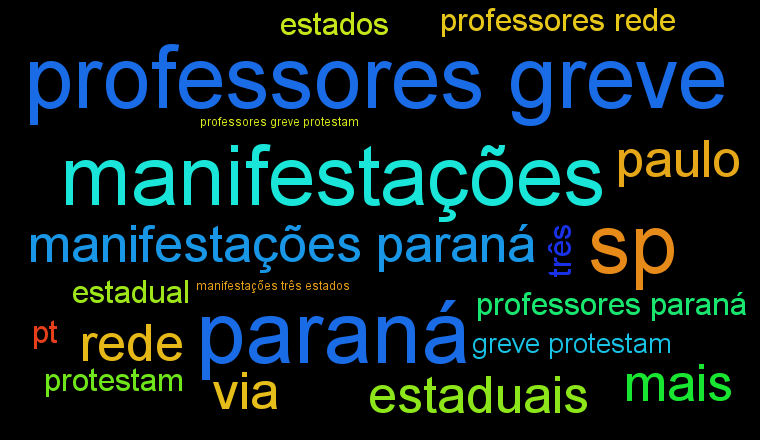 estados
professores rede
professores greve
professores greve protestam
manifestações
paulo
manifestações paraná
três
sp
estadual
manifestações três estados
professores paraná
pt
rede
paraná
greve protestam
protestam
via
estaduais
mais